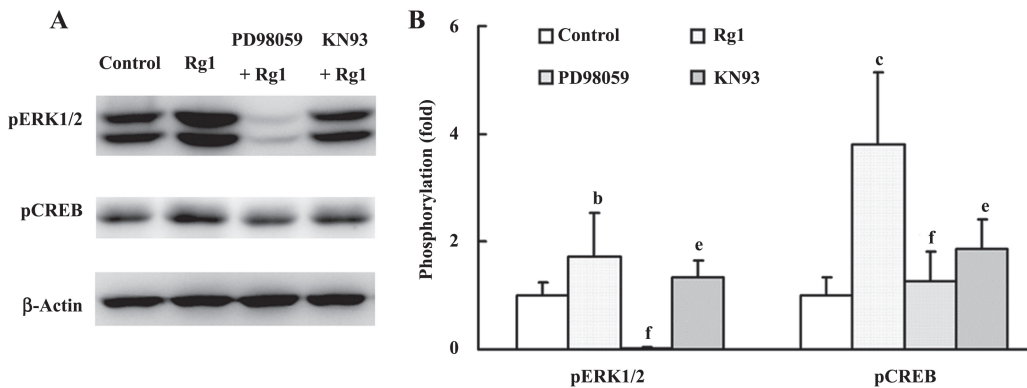 A
Control Rg1 PD98059 + Rg1 KN93 + Rg1
pERK1/2
pCREB
β-Actin
B
Phosphorylation (fold)
6
4
2
0
Control Rg1
PD98059 KN93
b
f
e
c
f
e
pERK1/2 pCREB